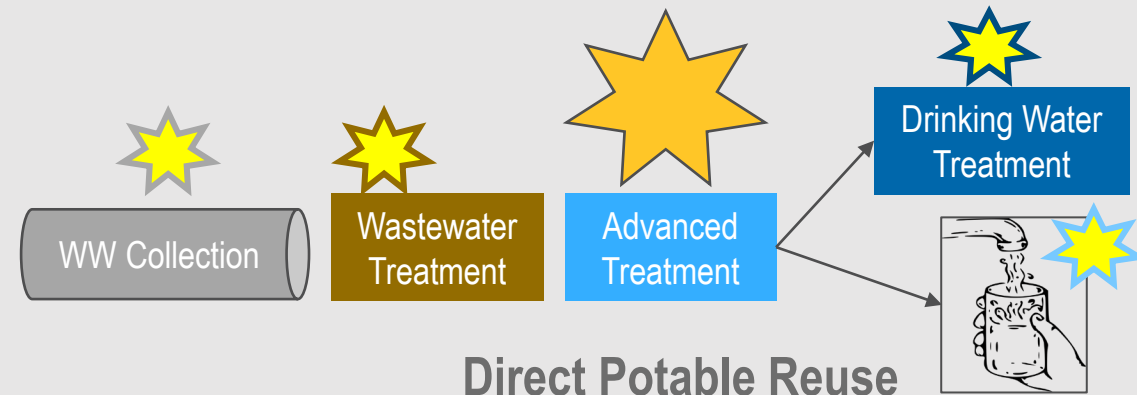 WW Collection
Wastewater
Treatment
Advanced
Treatment
Drinking Water
Treatment
Direct Potable Reuse